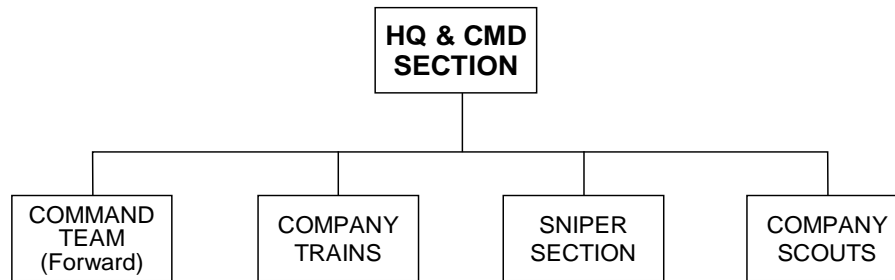 HQ & CMD
SECTION
COMMAND
TEAM
(Forward)
COMPANY
TRAINS
SNIPER
SECTION
COMPANY
SCOUTS